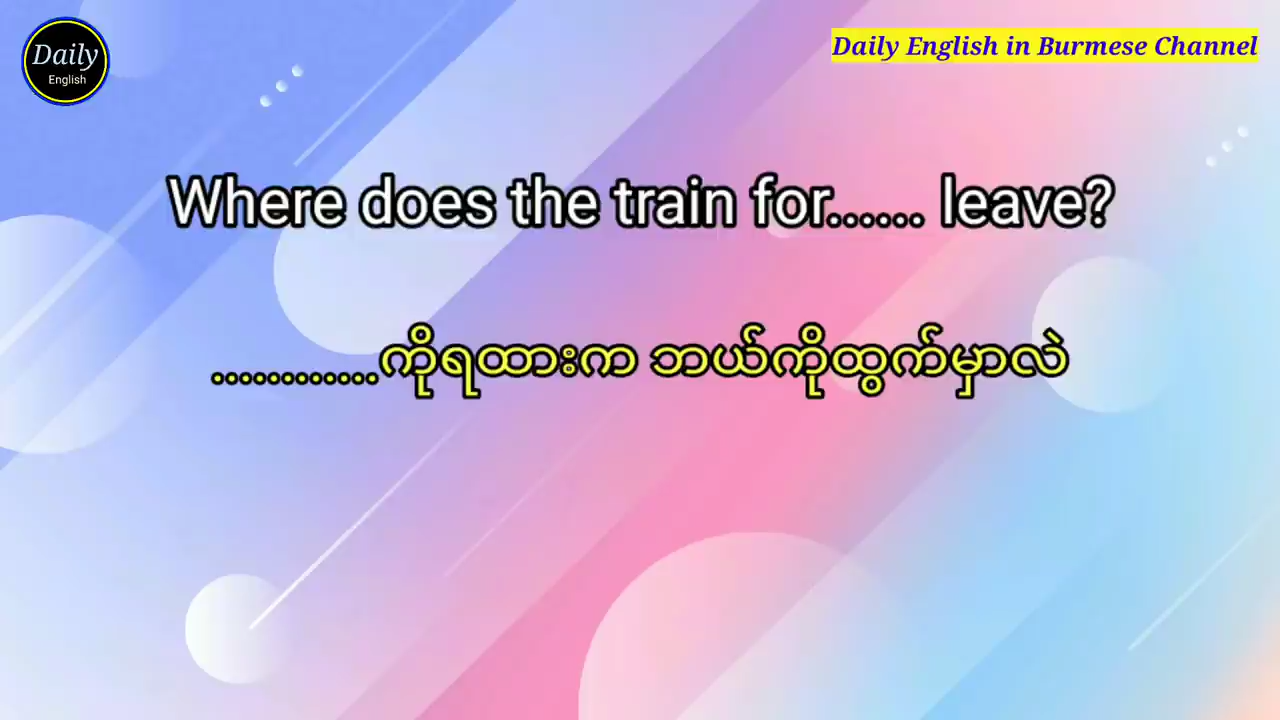 Daily
English
Daily English in Burmese Channel
Where does the train for...... leave?
............ကိုရထားက ဘယ်ကိုထွက်မှာလဲ